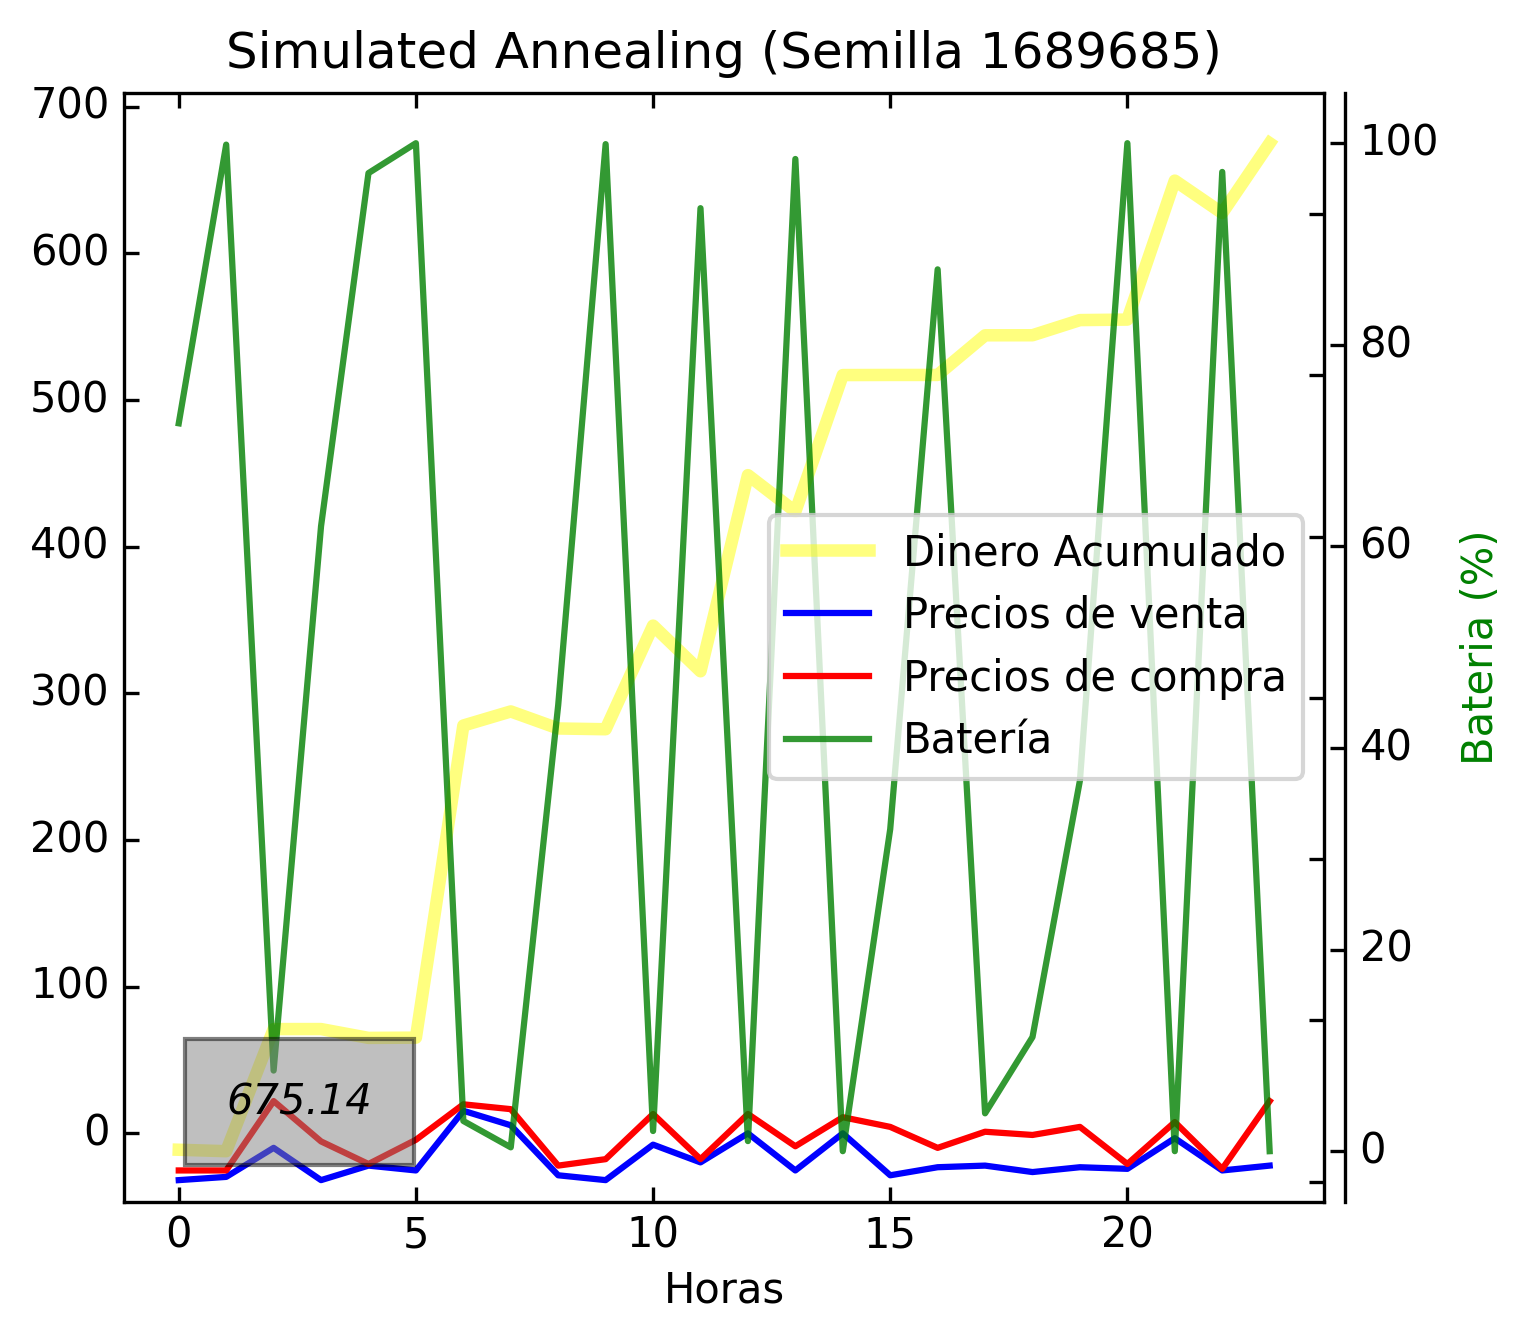 Simulated Annealing (Semilla 1689685)
700
600
500
400
300
200
100
0
100
80
60
40
20
0
Bateria (%)
Dinero Acumulado
Precios de venta
Precios de compra
Batería
675.14
0 5 10 15 20
Horas